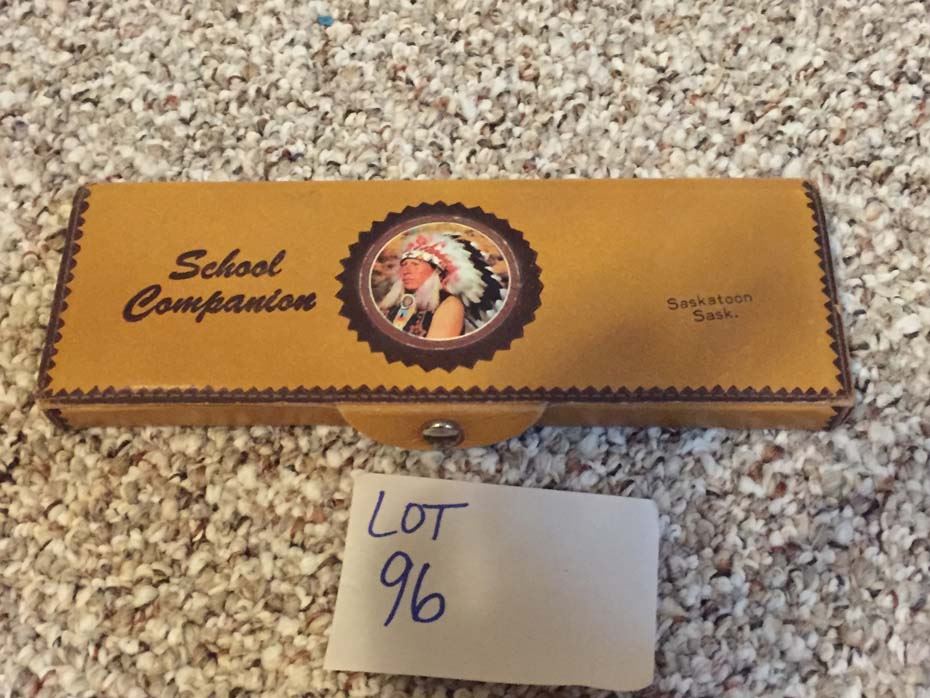 School
Companion
Saskatoon
Sask.
LOT
96